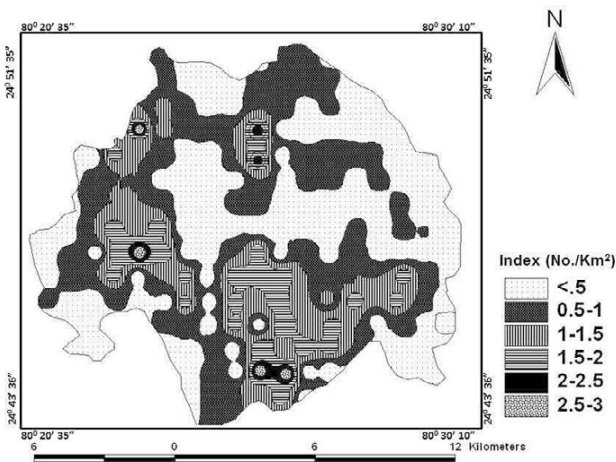 80° 20' 35"
80° 30' 10"
N
24° 51' 35"
24° 51' 35"
Index (No./Km²)
<.5
0.5-1
1-1.5
1.5-2
2-2.5
2.5-3
24° 43' 36"
24° 43' 36"
80° 20' 35"
80° 30' 10"
6 0 6 12 Kilometers